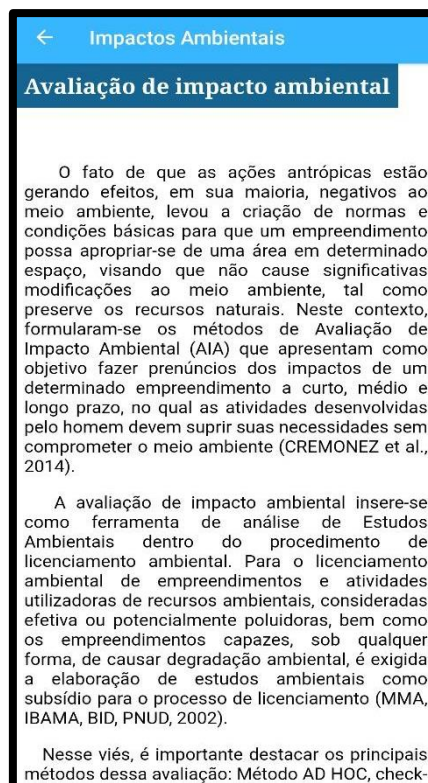 Impactos Ambientais
Avaliação de impacto ambiental
O fato de que as ações antrópicas estão
gerando efeitos, em sua maioria, negativos ao
meio ambiente, levou a criação de normas e
condições básicas para que um empreendimento
possa apropriar-se de uma área em determinado
espaço, visando que não cause significativas
modificações ao meio ambiente, tal como
preserve os recursos naturais. Neste contexto,
formularam-se os métodos de Avaliação de
Impacto Ambiental (AIA) que apresentam como
objetivo fazer prenúncios dos impactos de um
determinado empreendimento a curto, médio e
longo prazo, no qual as atividades desenvolvidas
pelo homem devem suprir suas necessidades sem
comprometer o meio ambiente (CREMONEZ et al.,
2014).
A avaliação de impacto ambiental insere-se
como ferramenta de análise de Estudos
Ambientais dentro do procedimento de
licenciamento ambiental. Para o licenciamento
ambiental de empreendimentos e atividades
utilizadoras de recursos ambientais, consideradas
efetiva ou potencialmente poluidoras, bem como
os empreendimentos capazes, sob qualquer
forma, de causar degradação ambiental, é exigida
a elaboração de estudos ambientais como
subsídio para o processo de licenciamento (MMA,
IBAMA, BID, PNUD, 2002).
Nesse viés, é importante destacar os principais
métodos dessa avaliação: Método AD HOC, check-